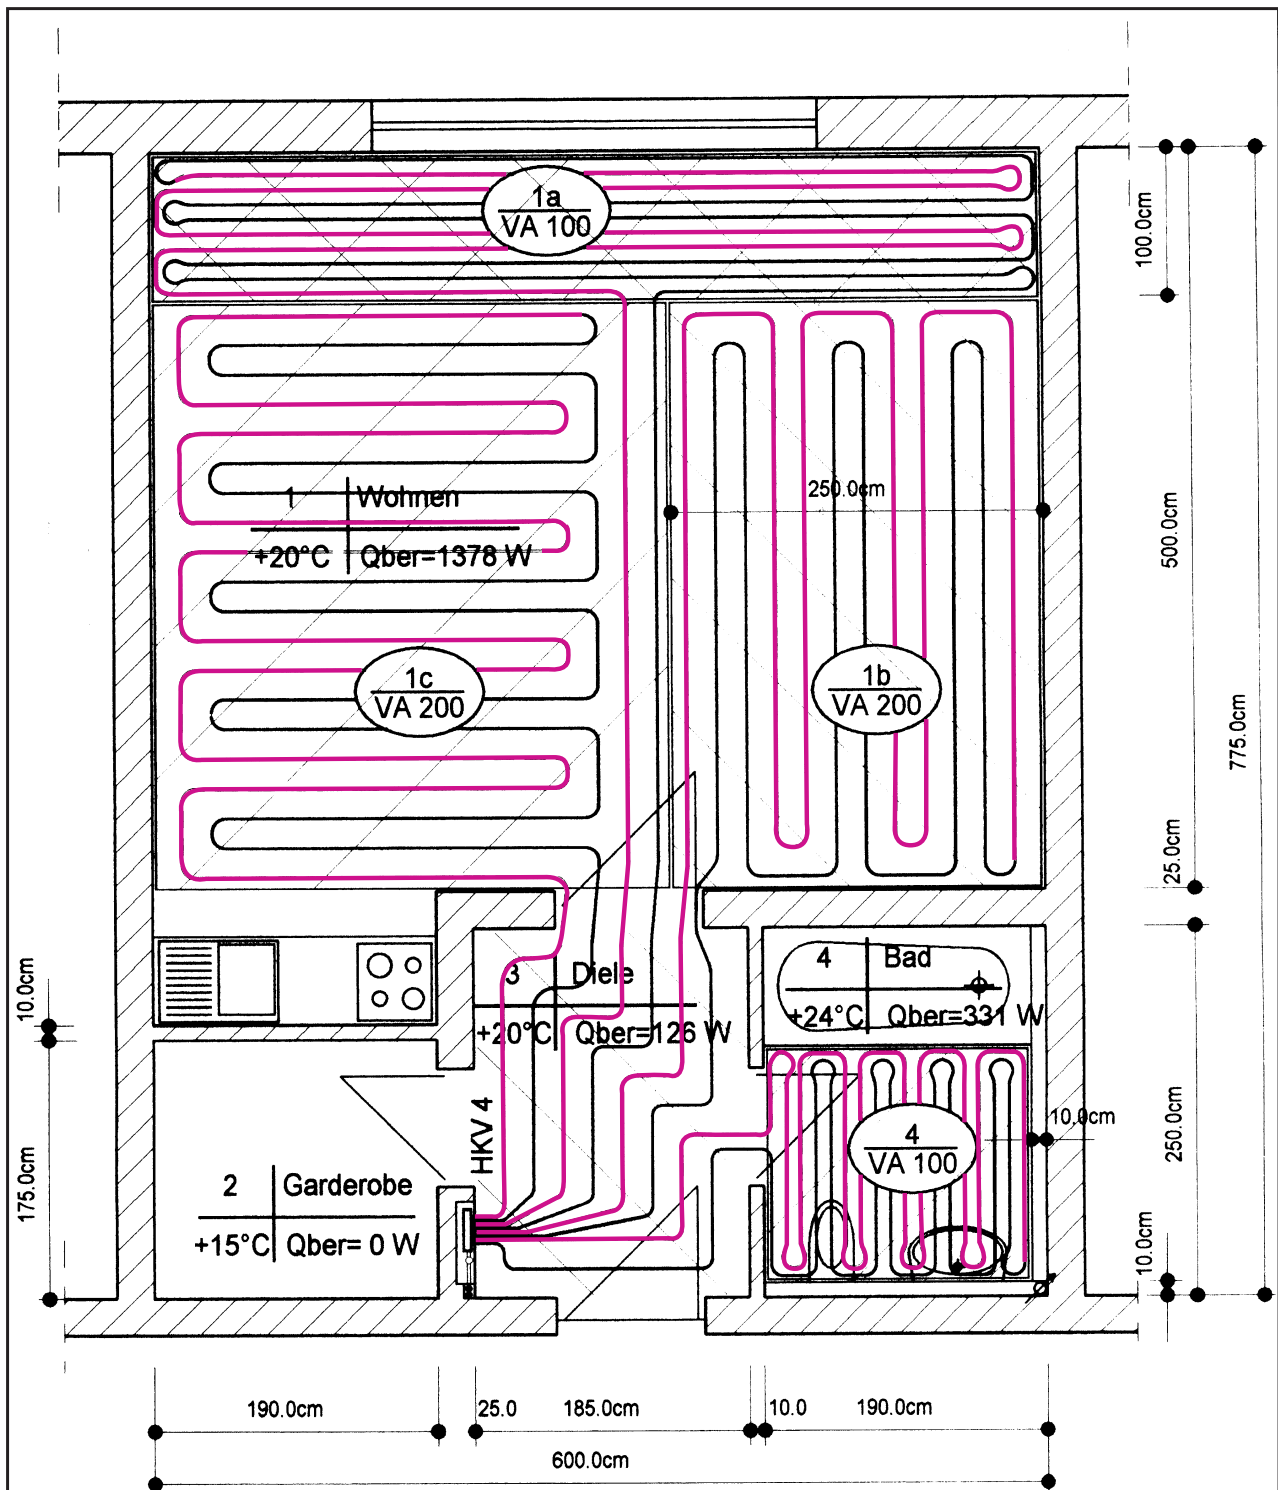 1a
VA 100
100.0cm
1 Wohnen
+20°C Qber=1378 W
250.0cm
500.0cm
1c
VA 200
1b
VA 200
775.0cm
25.0cm
3 Diele
+20°C Qber=126 W
4 Bad
+24°C Qber=331 W
10.0cm
HKV 4
4
VA 100
10.0cm
250.0cm
2 Garderobe
+15°C Qber= 0 W
175.0cm
10.0cm
190.0cm
25.0
185.0cm
10.0
190.0cm
600.0cm